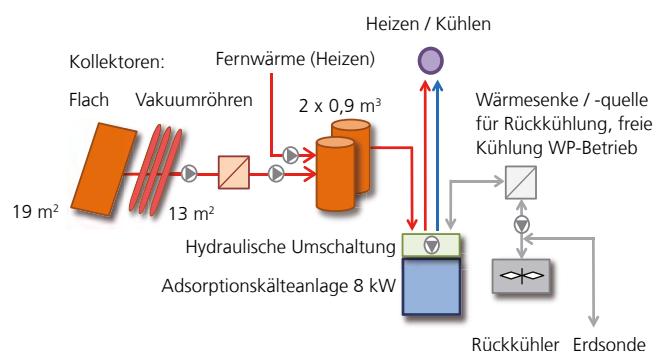 Heizen / Kühlen
Kollektoren:
Fernwärme (Heizen)
Flach
Vakuumröhren
2 x 0,9 m³
Wärmesenke / -quelle
für Rückkühlung, freie
Kühlung WP-Betrieb
19 m²
13 m²
Hydraulische Umschaltung
Adsorptionskälteanlage 8 kW
Rückkühler
Erdsonde